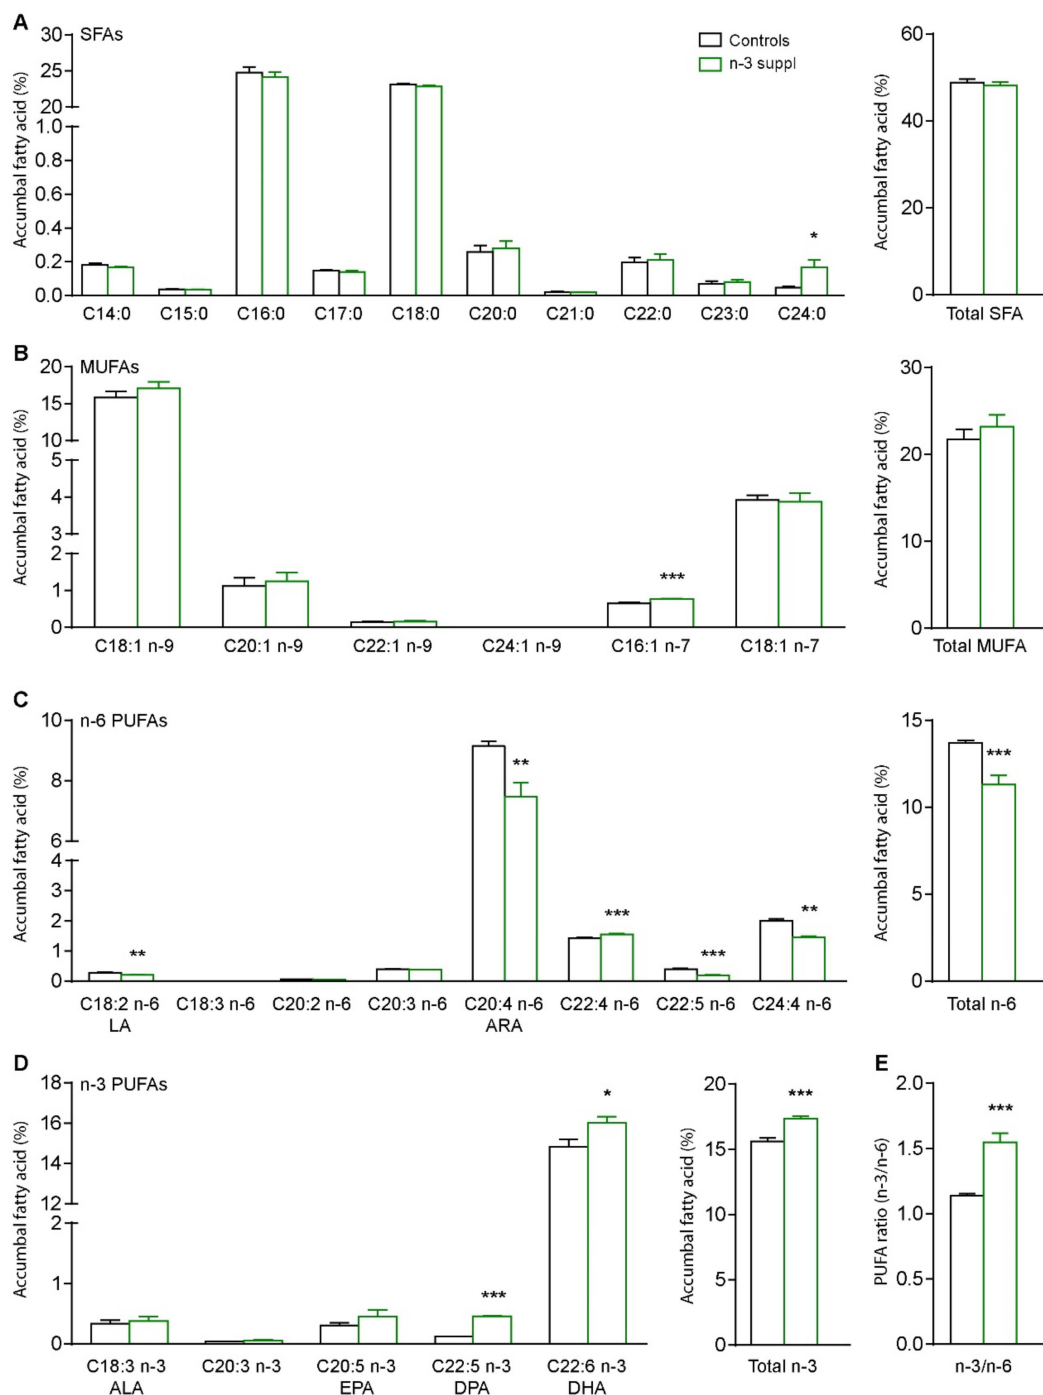 A
SFAs
Accumbal fatty acid (%)
30
25
20
1.0
0.8
0.6
0.4
0.2
0.0
*
C14:0 C15:0 C16:0 C17:0 C18:0 C20:0 C21:0 C22:0 C23:0 C24:0
Controls
n-3 suppl
Accumbal fatty acid (%)
60
40
20
0
Total SFA
B
MUFAs
Accumbal fatty acid (%)
20
15
10
5
4
3
2
1
0
***
C18:1 n-9 C20:1 n-9 C22:1 n-9 C24:1 n-9 C16:1 n-7 C18:1 n-7
Accumbal fatty acid (%)
30
20
10
0
Total MUFA
C
n-6 PUFAs
Accumbal fatty acid (%)
10
8
6
4
3
2
1
0
** ** *** *** **
C18:2 n-6 C18:3 n-6 C20:2 n-6 C20:3 n-6 C20:4 n-6 C22:4 n-6 C22:5 n-6 C24:4 n-6
LA ARA
Accumbal fatty acid (%)
15
10
5
0
***
Total n-6
D
n-3 PUFAs
Accumbal fatty acid (%)
18
16
14
12
2
1
0
*** *
C18:3 n-3 C20:3 n-3 C20:5 n-3 C22:5 n-3 C22:6 n-3
ALA EPA DPA DHA
Accumbal fatty acid (%)
20
15
10
5
0
***
Total n-3
E
PUFA ratio (n-3/n-6)
2.0
1.5
1.0
0.5
0.0
***
n-3/n-6